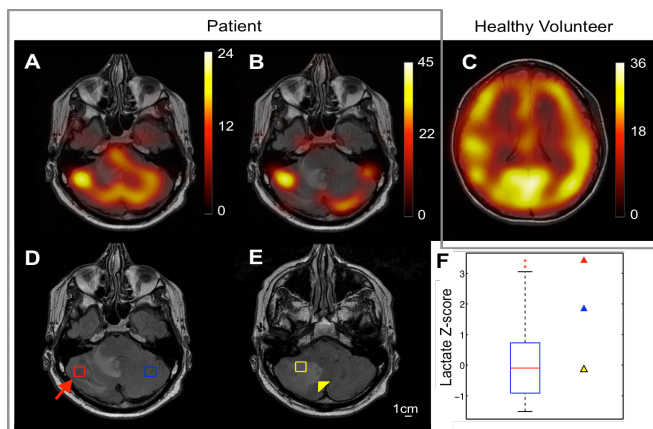 Patient
Healthy Volunteer
A
24
12
0
B
45
22
0
C
36
18
0
D
E
1cm
F
Lactate Z-score
3
2
1
0
−1